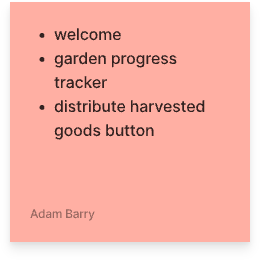 • welcome
• garden progress
tracker
• distribute harvested
goods button
Adam Barry